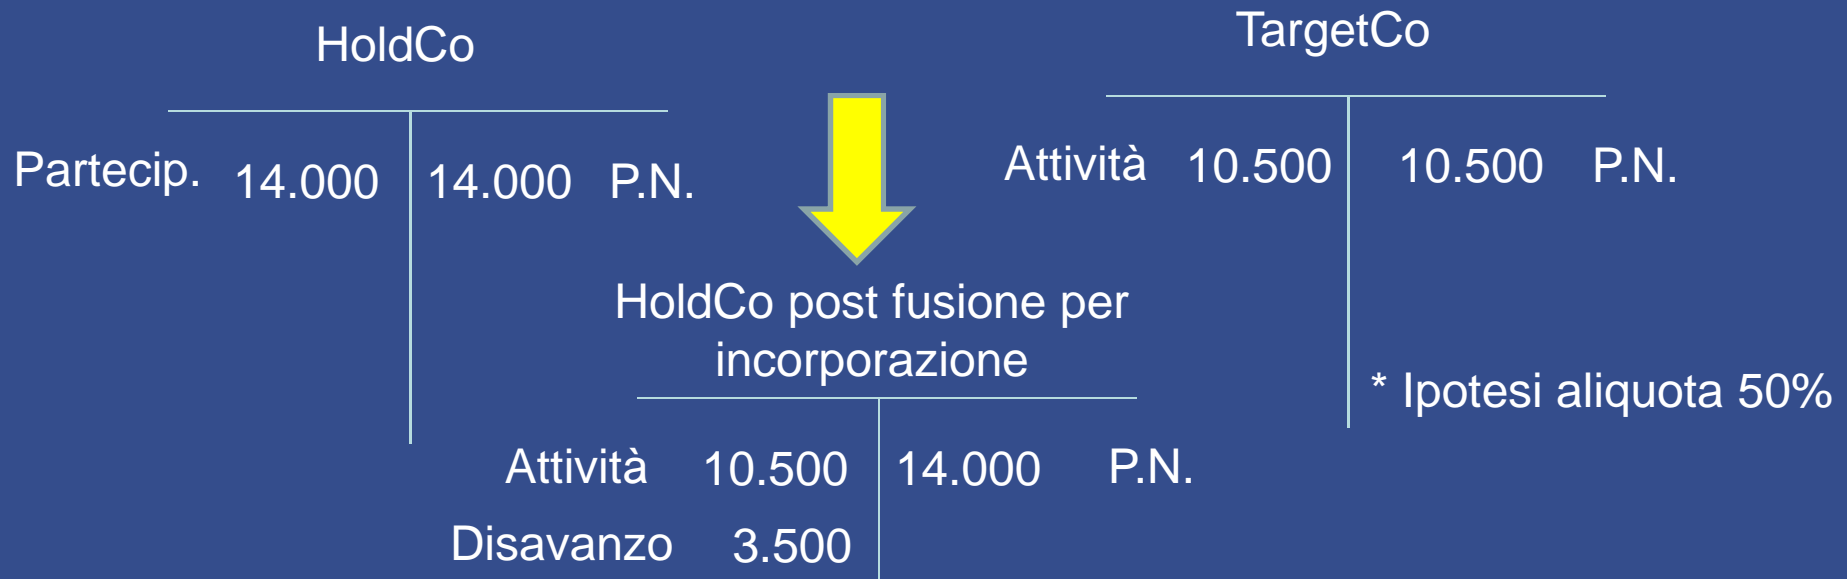 HoldCo
TargetCo
Partecip. 14.000 14.000 P.N.
Attività 10.500 10.500 P.N.
HoldCo post fusione per
incorporazione
* Ipotesi aliquota 50%
Attività 10.500 14.000 P.N.
Disavanzo 3.500